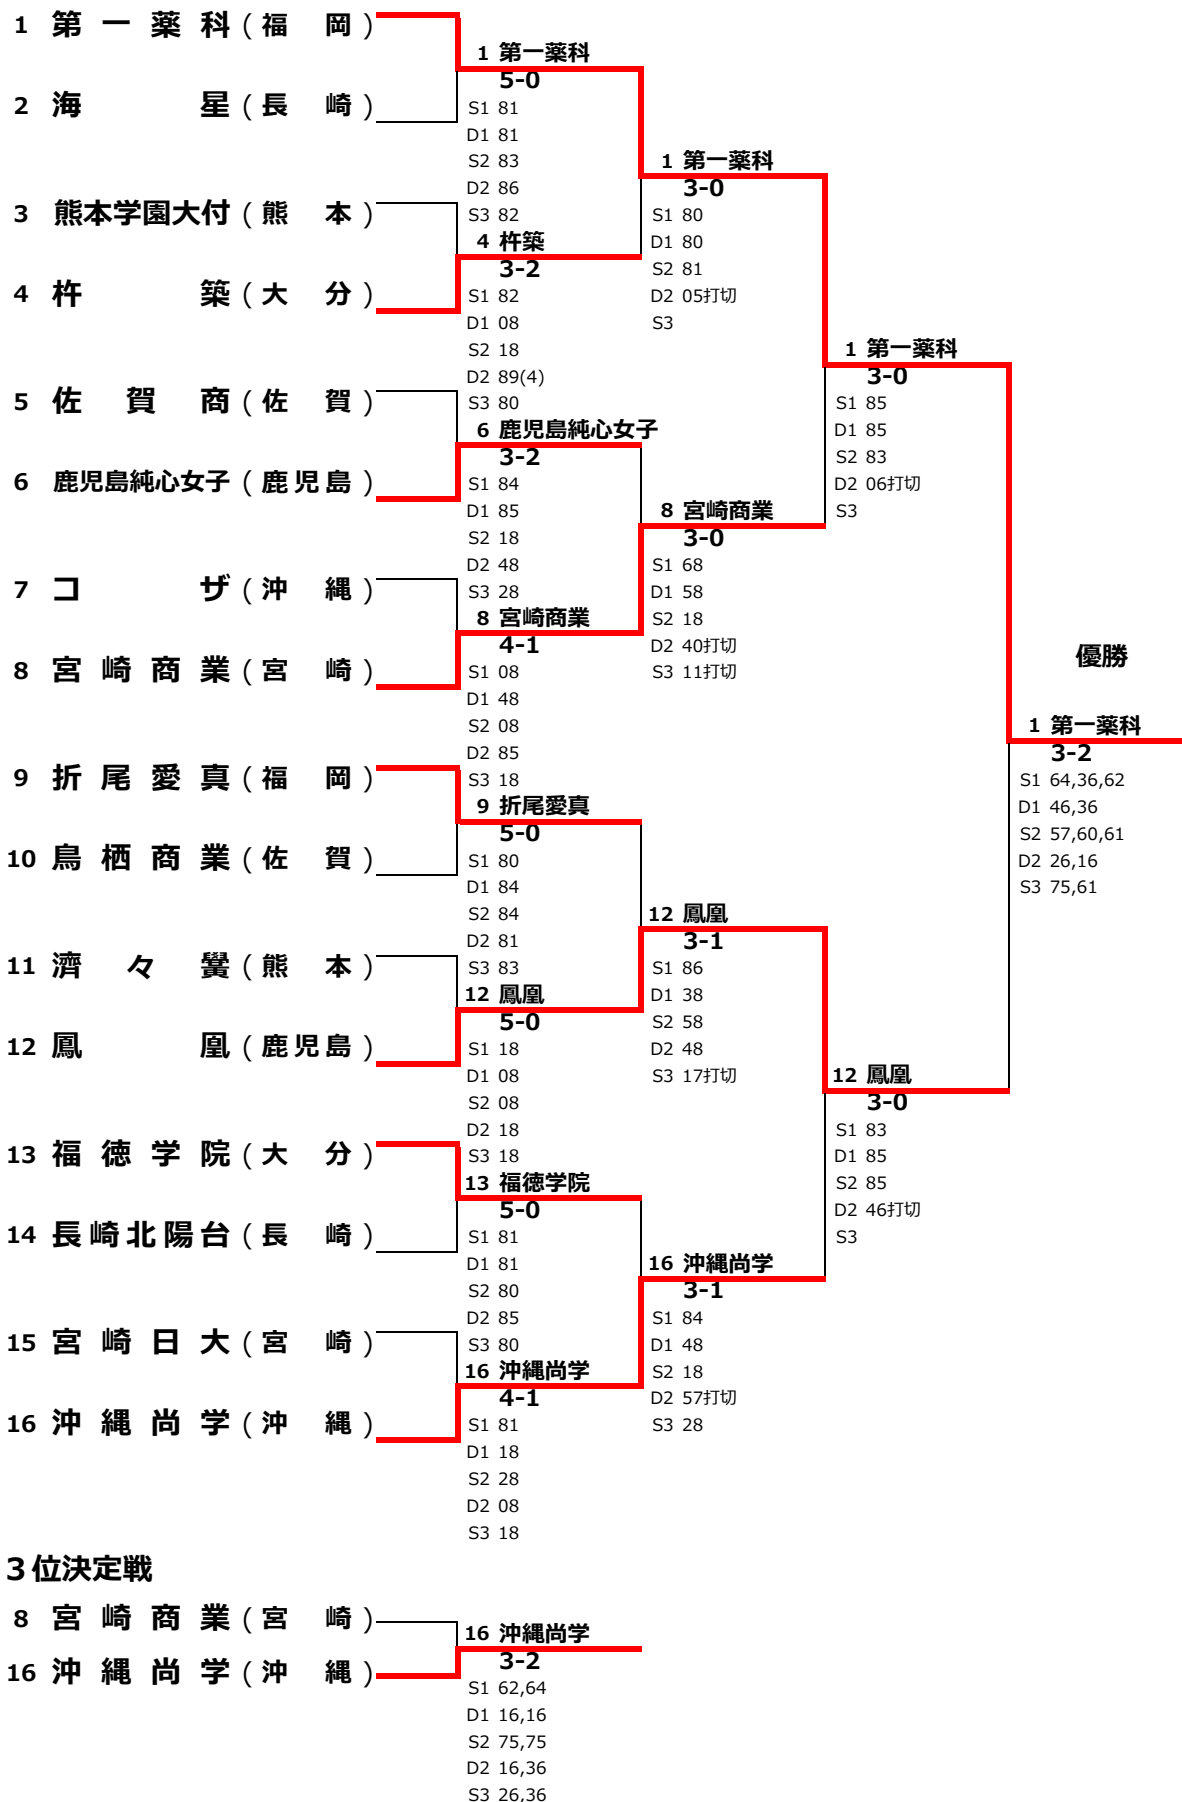 1 第一薬科(福岡)
2 海星(長崎)
3 熊本学園大付(熊本)
4 杵築(大分)
5 佐賀商(佐賀)
6 鹿児島純心女子(鹿児島)
7 コザ(沖縄)
8 宮崎商業(宮崎)
9 折尾愛真(福岡)
10 鳥栖商業(佐賀)
11 濟々黌(熊本)
12 鳳凰(鹿児島)
13 福徳学院(大分)
14 長崎北陽台(長崎)
15 宮崎日大(宮崎)
16 沖縄尚学(沖縄)
1 第一薬科
5-0
S1 81
D1 81
S2 83
D2 86
S3 82
4 杵築
3-2
S1 82
D1 08
S2 18
D2 89(4)
S3 80
6 鹿児島純心女子
3-2
S1 84
D1 85
S2 18
D2 48
S3 28
8 宮崎商業
4-1
S1 08
D1 48
S2 08
D2 85
S3 18
9 折尾愛真
5-0
S1 80
D1 84
S2 84
D2 81
S3 83
12 鳳凰
5-0
S1 18
D1 08
S2 08
D2 18
S3 18
13 福徳学院
5-0
S1 81
D1 81
S2 80
D2 85
S3 80
16 沖縄尚学
4-1
S1 81
D1 18
S2 28
D2 08
S3 18
1 第一薬科
3-0
S1 80
D1 80
S2 81
D2 05打切
S3
8 宮崎商業
3-0
S1 68
D1 58
S2 18
D2 40打切
S3 11打切
12 鳳凰
3-1
S1 86
D1 38
S2 58
D2 48
S3 17打切
16 沖縄尚学
3-1
S1 84
D1 48
S2 18
D2 57打切
S3 28
1 第一薬科
3-0
S1 85
D1 85
S2 83
D2 06打切
S3
12 鳳凰
3-0
S1 83
D1 85
S2 85
D2 46打切
S3
優勝
1 第一薬科
3-2
S1 64,36,62
D1 46,36
S2 57,60,61
D2 26,16
S3 75,61
３位決定戦
8 宮崎商業(宮崎)
16 沖縄尚学(沖縄)
16 沖縄尚学
3-2
S1 62,64
D1 16,16
S2 75,75
D2 16,36
S3 26,36